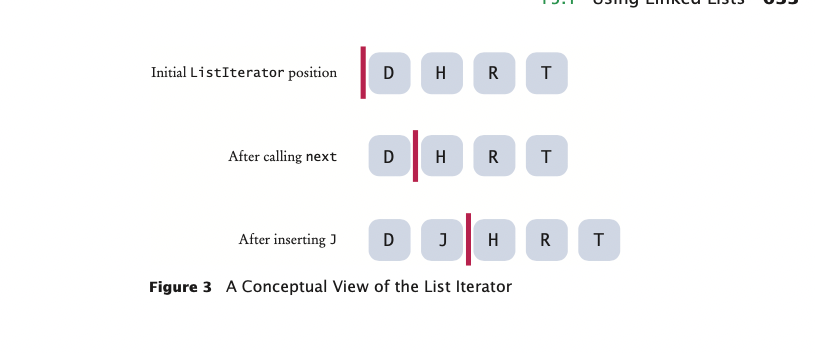 15.1 Using Linked Lists 655
Initial ListIterator position D H R T
After calling next D H R T
After inserting J D J H R T
Figure 3 A Conceptual View of the List Iterator